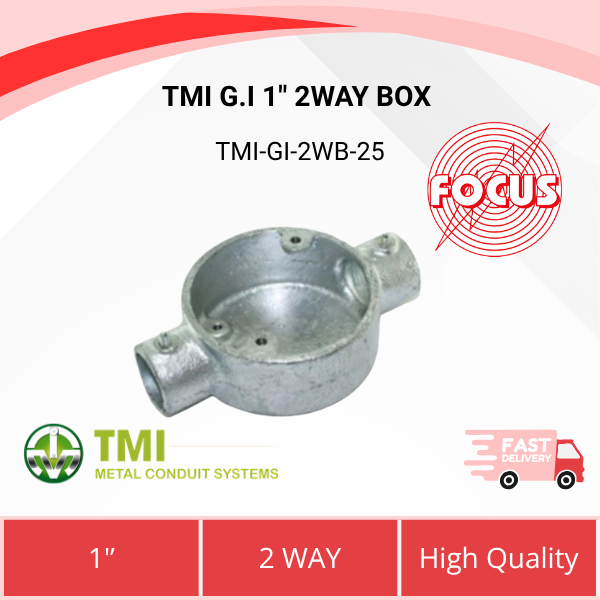 TMI G.I 1" 2WAY BOX
TMI-GI-2WB-25
FOCUS
TMI
METAL CONDUIT SYSTEMS
FAST
DELIVERY
1"
2 WAY
High Quality